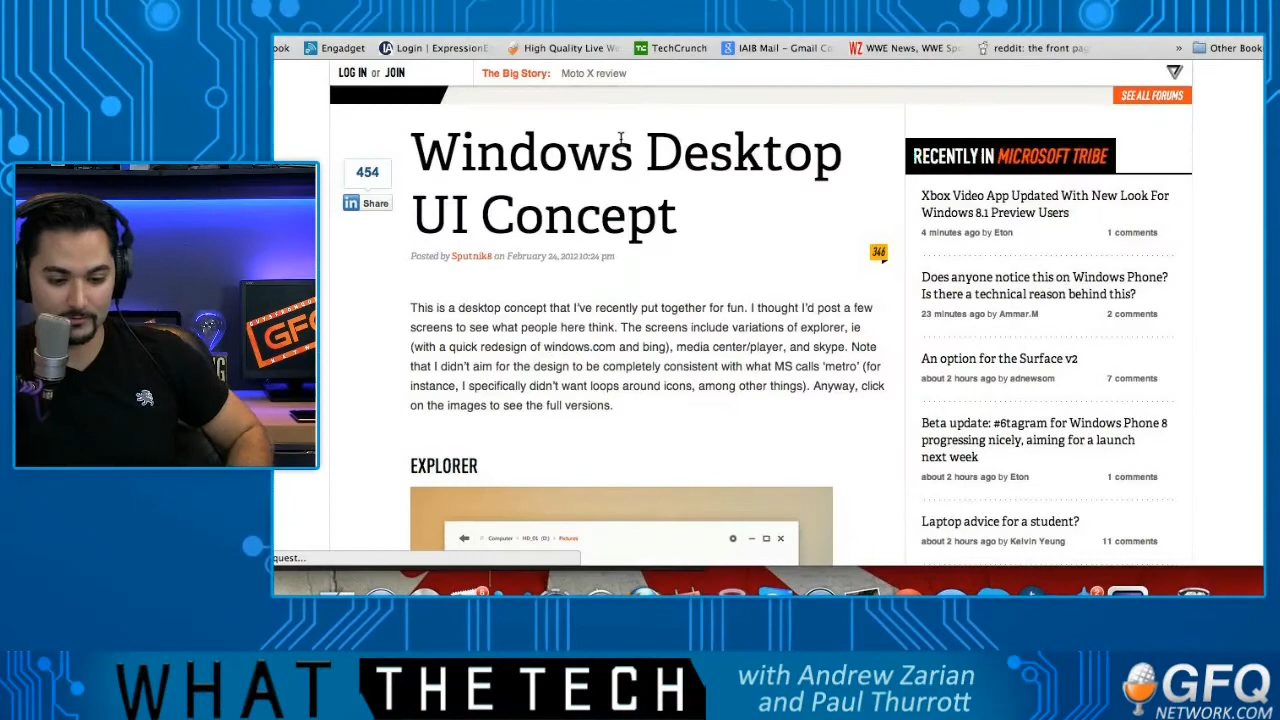 ook
Engadget
Login | ExpressionE
High Quality Live We
TechCrunch
IAIB Mail - Gmail Co
WWE News, WWE Sp
reddit: the front pag
»
Other Book
LOG IN or JOIN
The Big Story: Moto X review
SEE ALL FORUMS
Windows Desktop
UI Concept
454
in Share
Posted by Sputnik8 on February 24, 2012 10:24 pm
346
This is a desktop concept that I've recently put together for fun. I thought I'd post a few
screens to see what people here think. The screens include variations of explorer, ie
(with a quick redesign of windows.com and bing), media center/player, and skype. Note
that I didn't aim for the design to be completely consistent with what MS calls 'metro' (for
instance, I specifically didn't want loops around icons, among other things). Anyway, click
on the images to see the full versions.
EXPLORER
Computer • HD_01 (D:) • Pictures
quest...
RECENTLY IN MICROSOFT TRIBE
Xbox Video App Updated With New Look For
Windows 8.1 Preview Users
4 minutes ago by Eton 1 comments
Does anyone notice this on Windows Phone?
Is there a technical reason behind this?
23 minutes ago by Ammar.M 2 comments
An option for the Surface v2
about 2 hours ago by adnewsom 7 comments
Beta update: #6tagram for Windows Phone 8
progressing nicely, aiming for a launch
next week
about 2 hours ago by Eton 1 comments
Laptop advice for a student?
about 2 hours ago by Kelvin Yeung 11 comments
GFQ
WHAT THE TECH
with Andrew Zarian
and Paul Thurrott
GFQ
NETWORK.COM